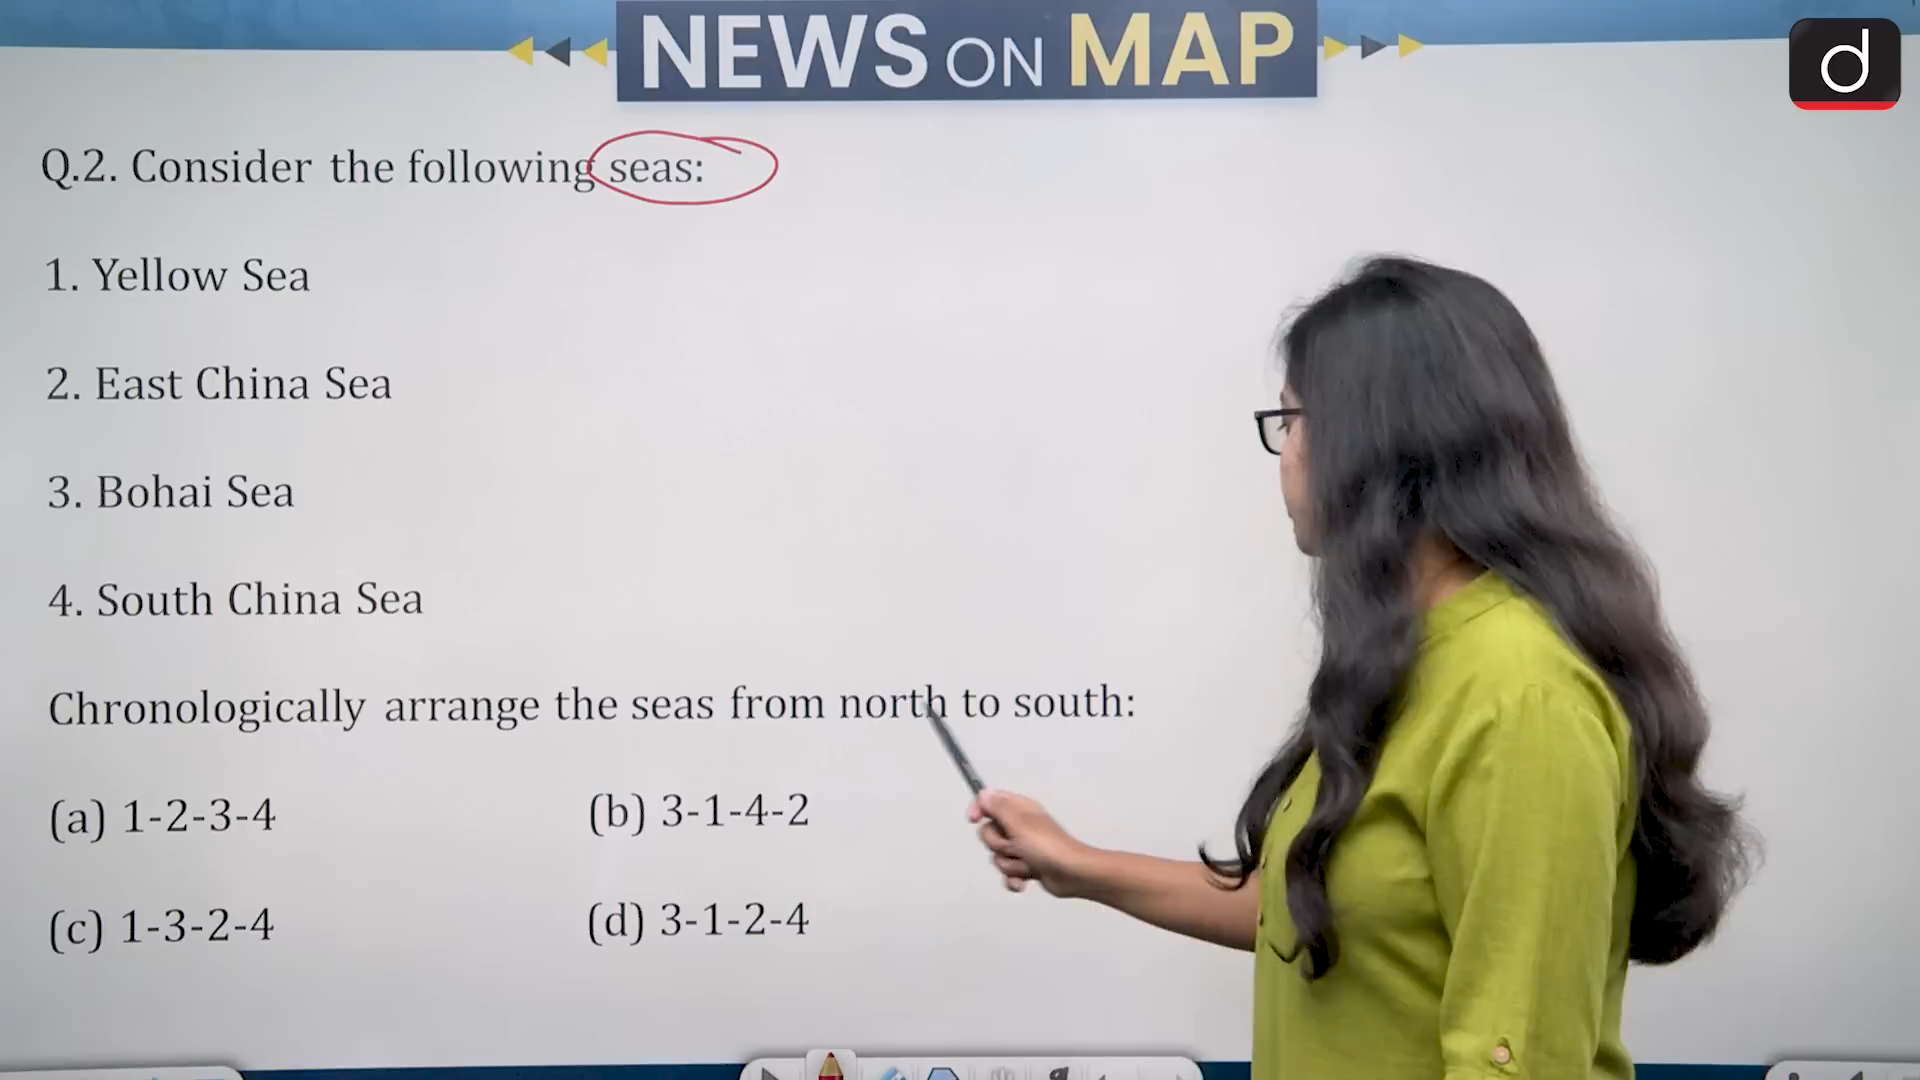 NEWS ON MAP
d
Q.2. Consider the following seas:
1. Yellow Sea
2. East China Sea
3. Bohai Sea
4. South China Sea
Chronologically arrange the seas from north to south:
(a) 1-2-3-4
(b) 3-1-4-2
(c) 1-3-2-4
(d) 3-1-2-4